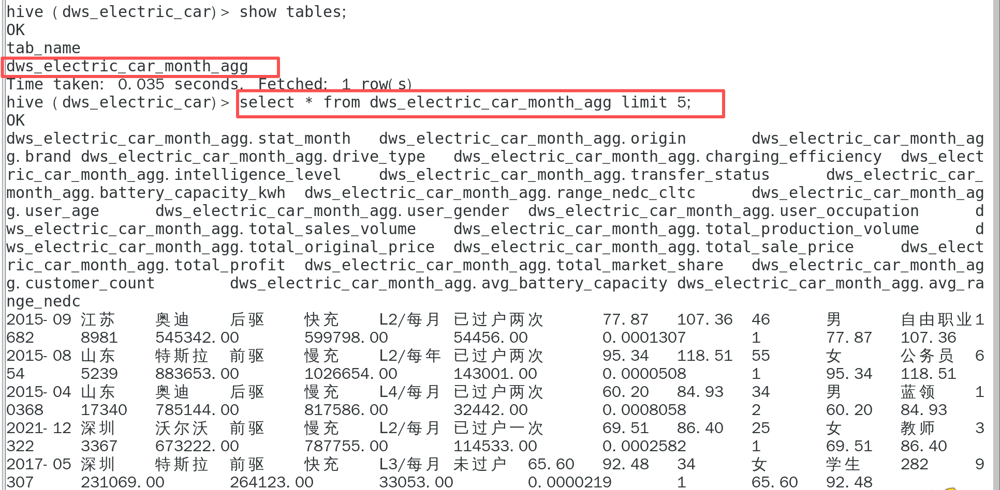 hive (dws_electric_car)> show tables;
OK
tab_name
dws_electric_car_month_agg
Time taken: 0.035 seconds, Fetched: 1 row(s)
hive (dws_electric_car)> select * from dws_electric_car_month_agg limit 5;
OK
dws_electric_car_month_agg.stat_month dws_electric_car_month_agg.origin dws_electric_car_month_ag
g.brand dws_electric_car_month_agg.drive_type dws_electric_car_month_agg.charging_efficiency dws_elect
ric_car_month_agg.intelligence_level dws_electric_car_month_agg.transfer_status dws_electric_car_
month_agg.battery_capacity_kwh dws_electric_car_month_agg.range_nedc_cltc dws_electric_car_month_ag
g.user_age dws_electric_car_month_agg.user_gender dws_electric_car_month_agg.user_occupation d
ws_electric_car_month_agg.total_sales_volume dws_electric_car_month_agg.total_production_volume d
ws_electric_car_month_agg.total_original_price dws_electric_car_month_agg.total_sale_price dws_elect
ric_car_month_agg.total_profit dws_electric_car_month_agg.total_market_share dws_electric_car_month_ag
g.customer_count dws_electric_car_month_agg.avg_battery_capacity dws_electric_car_month_agg.avg_ra
nge_nedc
2015-09 江苏 奥迪 后驱 快充 L2/每月 已过户两次 77.87 107.36 46 男 自由职业 1
682 8981 545342.00 599798.00 54456.00 0.0001307 1 77.87 107.36
2015-08 山东 特斯拉 前驱 慢充 L2/每年 已过户两次 95.34 118.51 55 女 公务员 6
54 5239 883653.00 1026654.00 143001.00 0.0000508 1 95.34 118.51
2015-04 山东 奥迪 后驱 慢充 L4/每月 已过户两次 60.20 84.93 34 男 蓝领 1
0368 17340 785144.00 817586.00 32442.00 0.0008058 2 60.20 84.93
2021-12 深圳 沃尔沃 前驱 慢充 L2/每月 已过户一次 69.51 86.40 25 女 教师 3
322 3367 673222.00 787755.00 114533.00 0.0002582 1 69.51 86.40
2017-05 深圳 特斯拉 前驱 快充 L3/每月 未过户 65.60 92.48 34 女 学生 282 9
307 231069.00 264123.00 33053.00 0.0000219 1 65.60 92.48